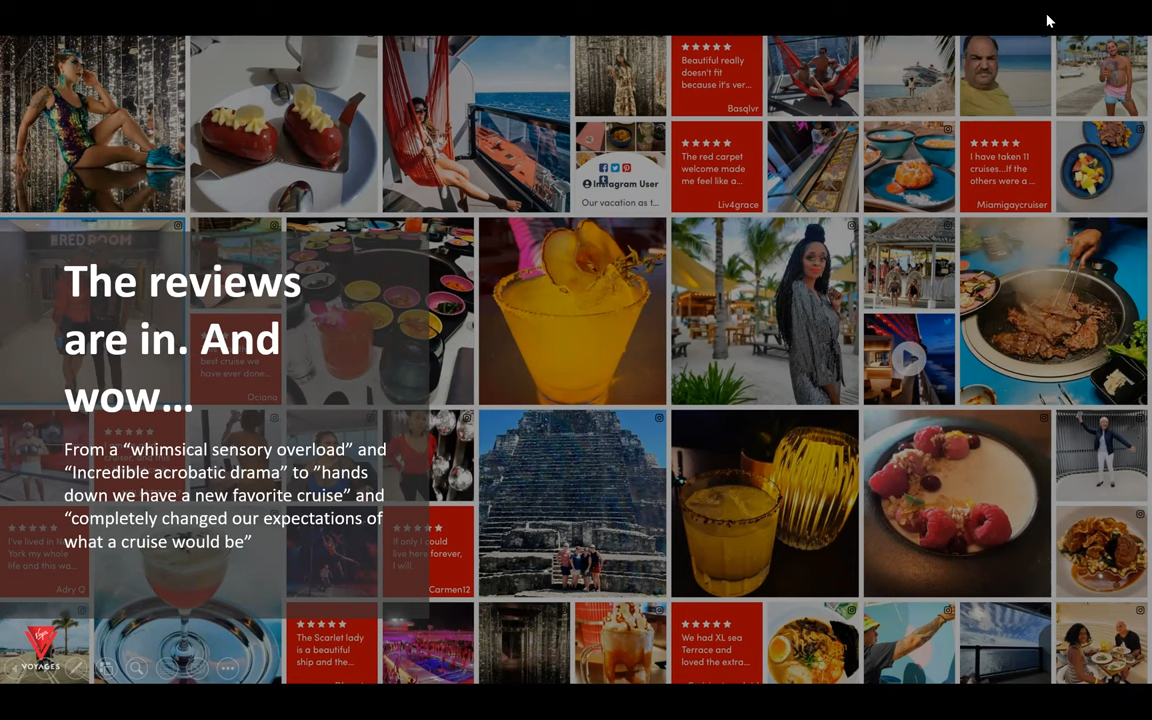 Beautiful really
doesn't fit
because it's ver...
Basqlvr
Instagram User
Our vacation as t...
The red carpet
welcome made
me feel like a...
Liv4grace
I have taken 11
cruises...If the
others were a ...
Miamigaycruiser
RED ROOM
The reviews
are in. And
wow...
best cruise we
have ever done...
Ociana
From a “whimsical sensory overload” and
“Incredible acrobatic drama” to ”hands
down we have a new favorite cruise” and
“completely changed our expectations of
what a cruise would be”
I've lived in New
York my whole
life and this wa...
Adry Q
If only I could
live here forever,
I will.
Carmen12
The Scarlet lady
is a beautiful
ship and the...
We had XL sea
Terrace and
loved the extra...
Virgin
VOYAGES